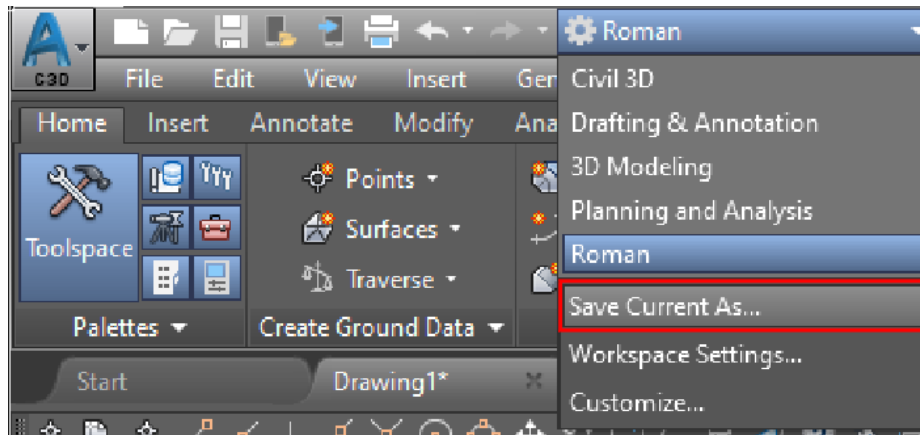 Roman
C3D
File Edit View Insert Ger
Civil 3D
Home Insert Annotate Modify Ana
Drafting & Annotation
3D Modeling
Points
Planning and Analysis
Surfaces
Toolspace
Roman
Traverse
Save Current As...
Palettes Create Ground Data
Workspace Settings...
Start Drawing1*
Customize...